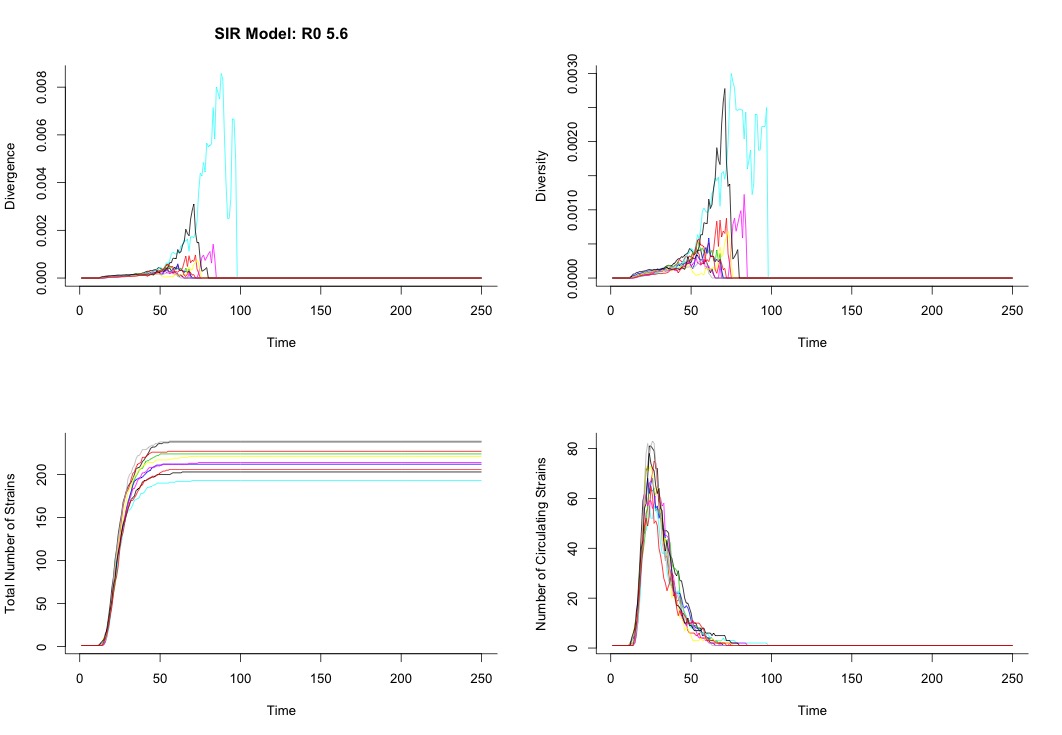 SIR Model: R0 5.6
Divergence
0.000 0.002 0.004 0.006 0.008
0 50 100 150 200 250
Time
Diversity
0.0000 0.0010 0.0020 0.0030
0 50 100 150 200 250
Time
Total Number of Strains
0 50 100 150 200
0 50 100 150 200 250
Time
Number of Circulating Strains
0 20 40 60 80
0 50 100 150 200 250
Time